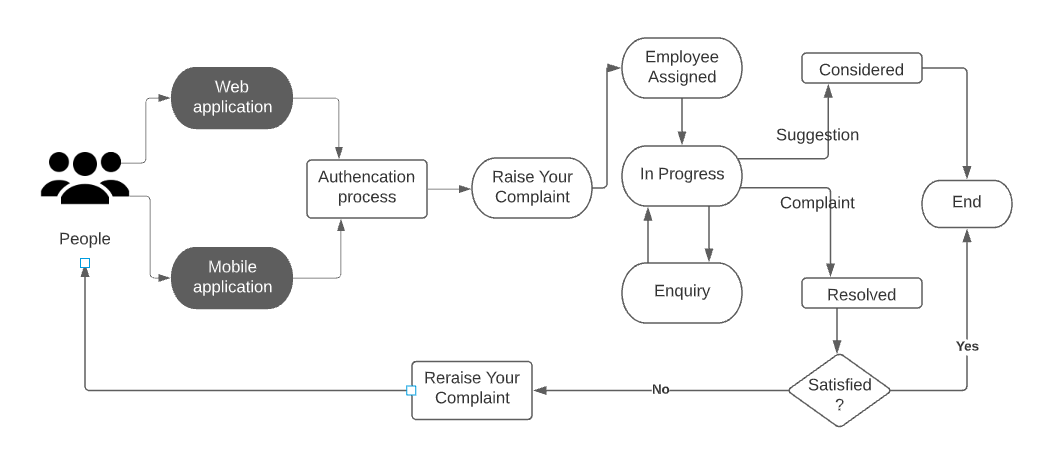 Web
application
People
Mobile
application
Authencation
process
Raise Your
Complaint
Employee
Assigned
In Progress
Enquiry
Suggestion
Complaint
Considered
Resolved
End
Satisfied
?
Yes
No
Reraise Your
Complaint